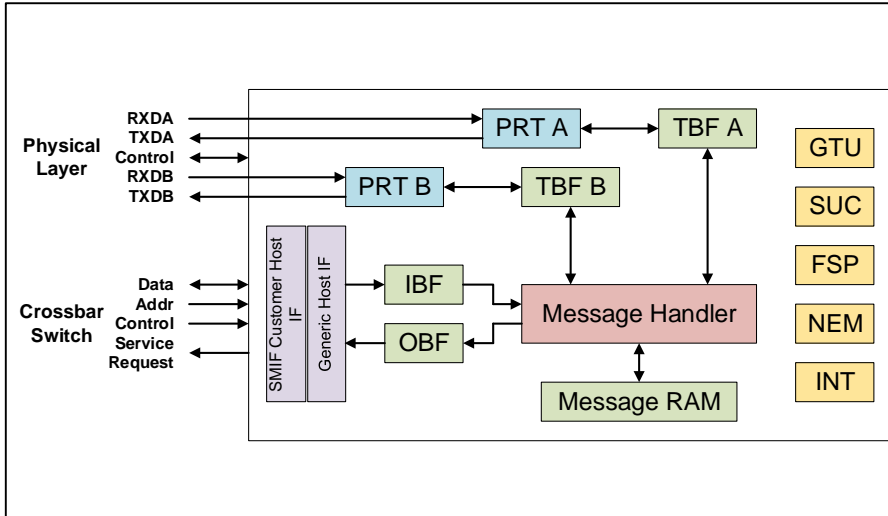 Physical
Layer
RXDA
TXDA
Control
RXDB
TXDB
PRT A
TBF A
PRT B
TBF B
GTU
SUC
FSP
NEM
INT
Crossbar
Switch
Data
Addr
Control
Service
Request
SMIF Customer Host
IF
Generic Host IF
IBF
OBF
Message Handler
Message RAM